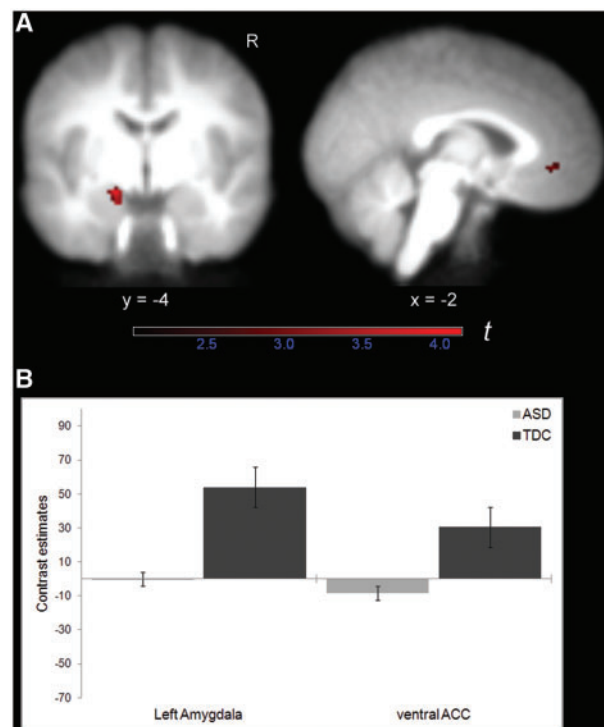 A
R
y = -4
x = -2
2.5 3.0 3.5 4.0
t
B
ASD
TDC
90
70
50
30
10
-10
-30
-50
-70
Contrast estimates
Left Amygdala
ventral ACC